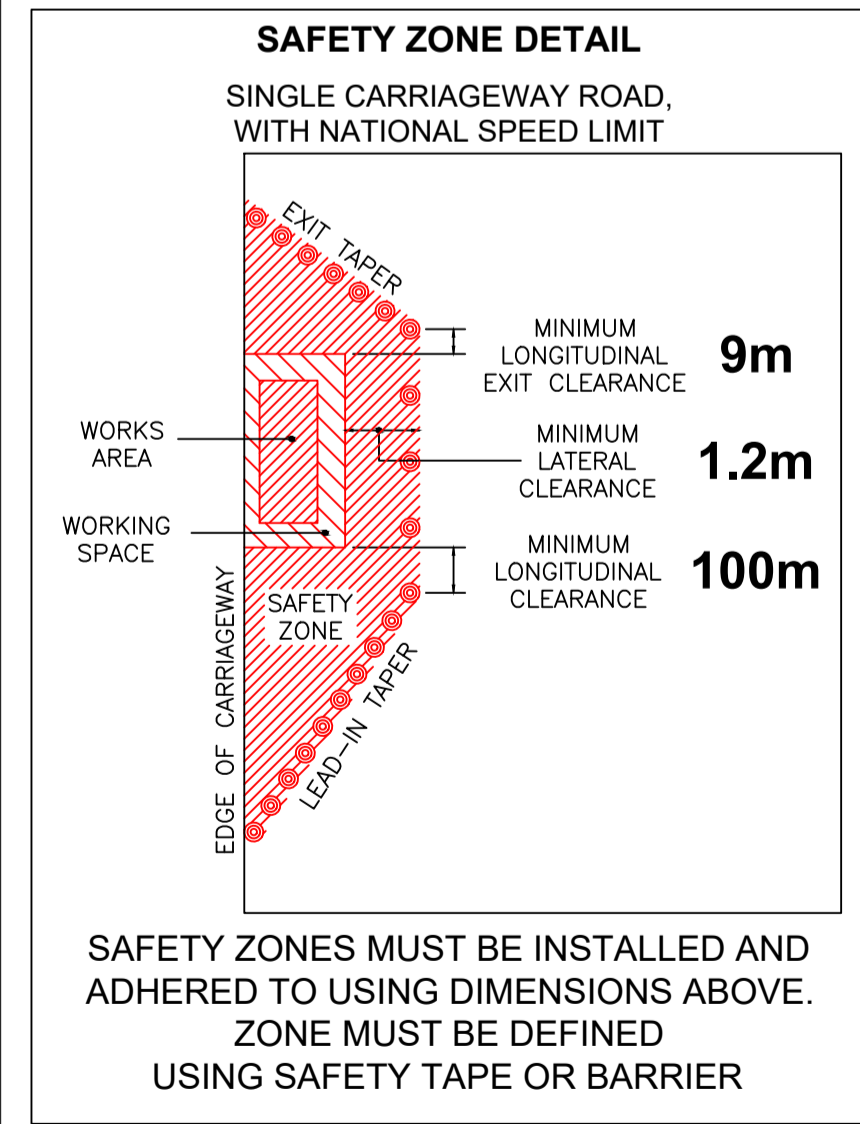 SAFETY ZONE DETAIL
SINGLE CARRIAGEWAY ROAD,
WITH NATIONAL SPEED LIMIT
EXIT TAPER
MINIMUM
LONGITUDINAL
EXIT CLEARANCE
9m
WORKS
AREA
MINIMUM
LATERAL
CLEARANCE
1.2m
WORKING
SPACE
MINIMUM
LONGITUDINAL
CLEARANCE
100m
SAFETY
ZONE
EDGE OF CARRIAGEWAY
LEAD-IN TAPER
SAFETY ZONES MUST BE INSTALLED AND
ADHERED TO USING DIMENSIONS ABOVE.
ZONE MUST BE DEFINED
USING SAFETY TAPE OR BARRIER